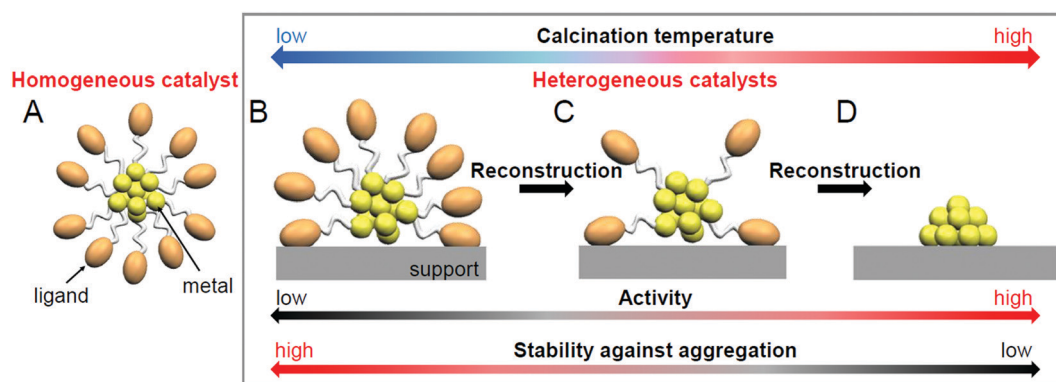 low Calcination temperature high
Homogeneous catalyst Heterogeneous catalysts
A B C D
Reconstruction Reconstruction
support
ligand metal
low Activity high
high Stability against aggregation low